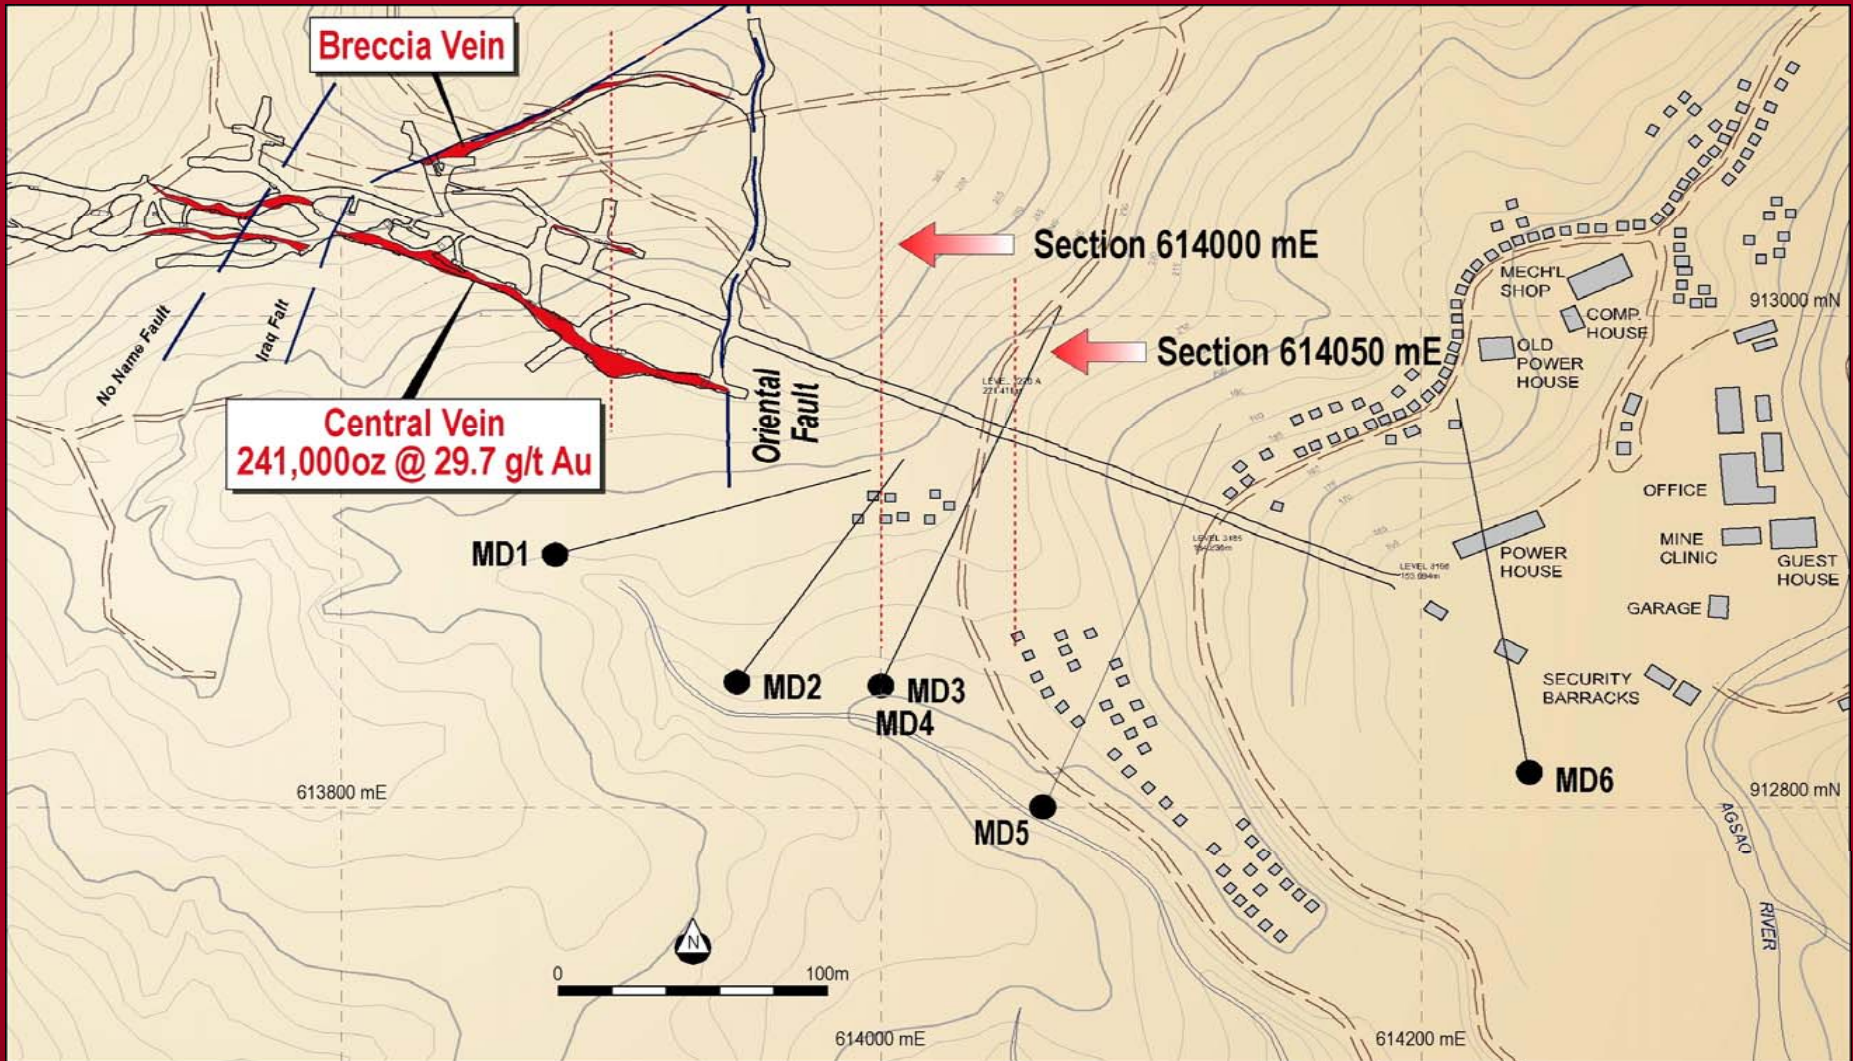 Breccia Vein
Section 614000 mE
MECH'L
SHOP
913000 mN
COMP.
HOUSE
No Name Fault
Iraq Falt
Section 614050 mE
OLD
POWER
HOUSE
Oriental
Fault
Central Vein
241,000oz @ 29.7 g/t Au
OFFICE
MD1
POWER
HOUSE
MINE
CLINIC
GUEST
HOUSE
GARAGE
MD2
MD3
MD4
SECURITY
BARRACKS
MD6
613800 mE
912800 mN
MD5
AGSAO
RIVER
N
0 100m
614000 mE
614200 mE